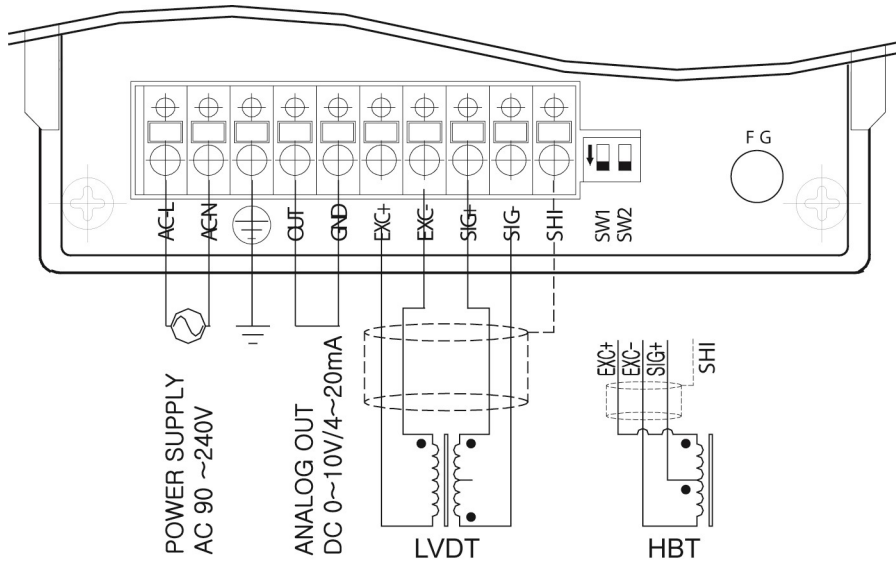 F G
AC-L
AC-N
OUT
GND
EXC+
EXC-
SIG+
SIG-
SHI
SW1
SW2
POWER SUPPLY
AC 90 ~240V
ANALOG OUT
DC 0~10V/4~20mA
LVDT
EXC+
EXC-
SIG+
SHI
HBT